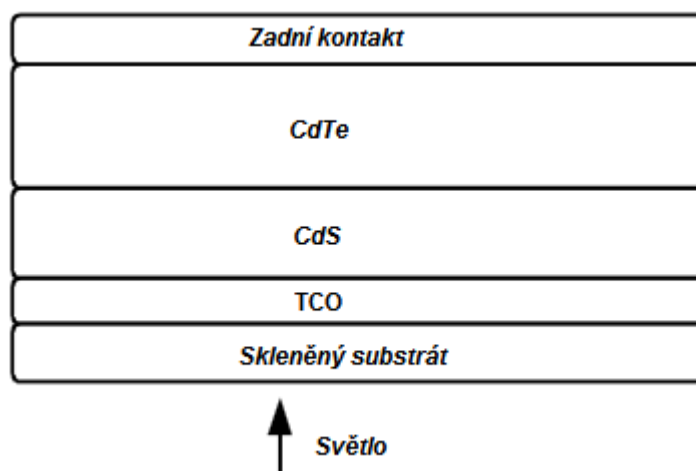 Zadní kontakt
CdTe
CdS
TCO
Skleněný substrát
Světlo